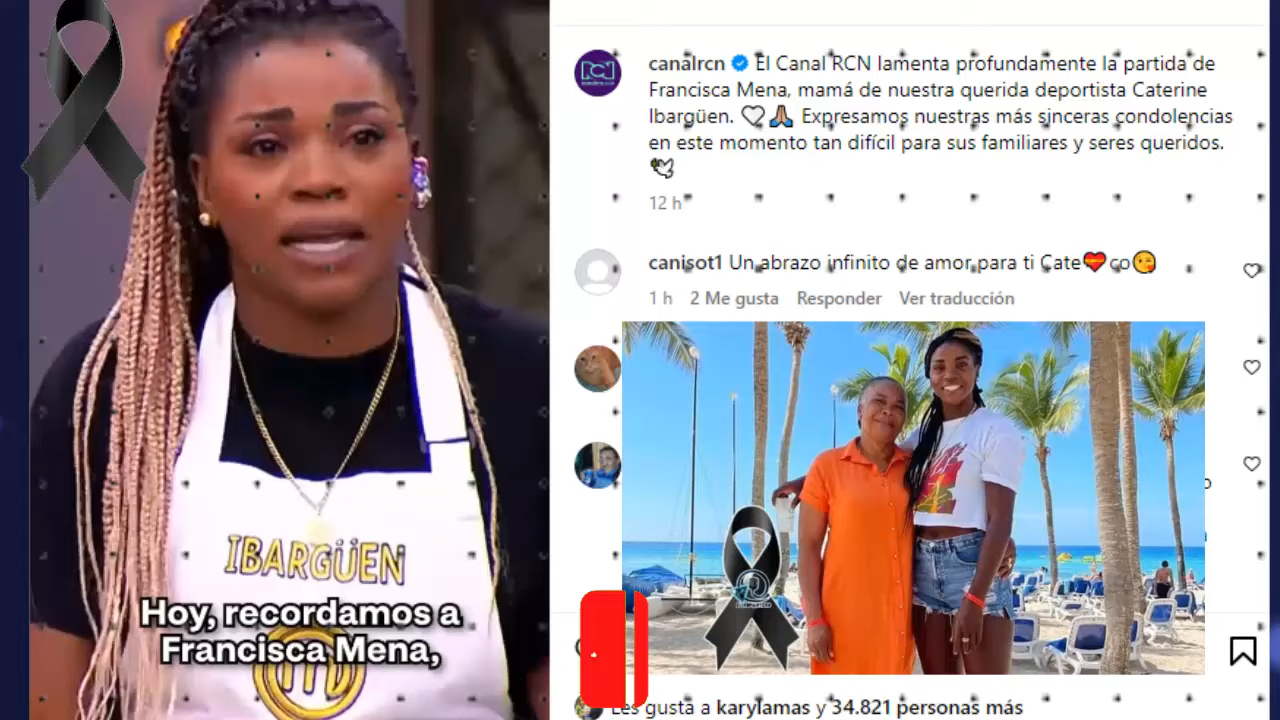 IBARGÜEN
Hoy, recordamos a
Francisca Mena,
RCN
canalrcn El Canal RCN lamenta profundamente la partida de
Francisca Mena, mamá de nuestra querida deportista Caterine
Ibargüen. 🤍🙏🏽 Expresamos nuestras más sinceras condolencias
en este momento tan difícil para sus familiares y seres queridos.
🕊
12 h
canisot1 Un abrazo infinito de amor para ti Cate❤️co😘
1 h 2 Me gusta Responder Ver traducción
Les gusta a karylamas y 34.821 personas más